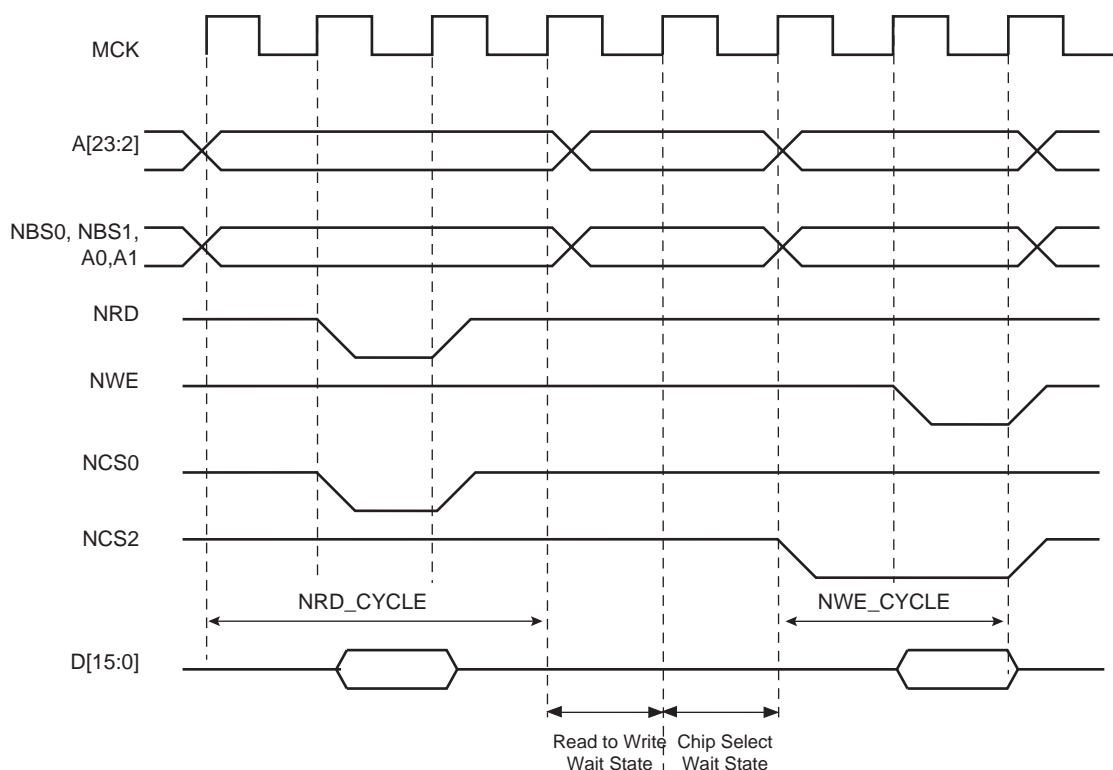 MCK
A[23:2]
NBS0, NBS1,
A0,A1
NRD
NWE
NCS0
NCS2
NRD_CYCLE
NWE_CYCLE
D[15:0]
Read to Write
Wait State
Chip Select
Wait State